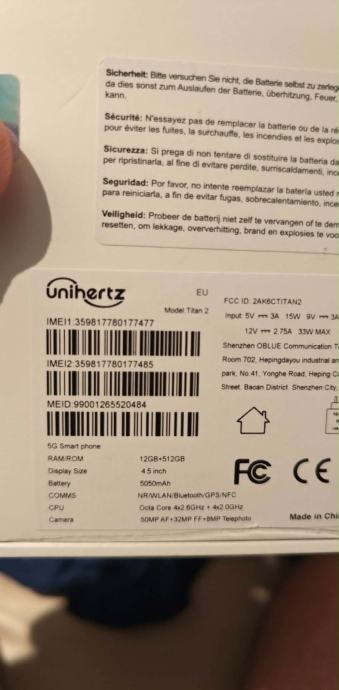 Sicherheit: Bitte versuchen Sie nicht, die Batterie selbst zu
da dies sonst zum Auslaufen der Batterie, überhitzung, Feuer,
kann.
Sécurité: N'essayez pas de remplacer la batterie ou de la
pour éviter les fuites, la surchauffe, les incendies et les
Sicurezza: Si prega di non tentare di sostituire la batteria da
per ripristinarla, al fine di evitare perdite, surriscaldamenti,
Seguridad: Por favor, no intente reemplazar la batería usted
para reiniciarla, a fin de evitar fugas, sobrecalentamiento,
Veiligheid: Probeer de batterij niet zelf te vervangen of te
resetten, om lekkage, oververhitting, brand en explosies te
unihertz
EU
Model: Titan 2
IMEI1:359817780177477
IMEI2:359817780177485
MEID:99001265520484
5G Smart phone
RAM/ROM 12GB+512GB
Display Size 4.5 inch
Battery 5050mAh
COMMS NR/WLAN/Bluetooth/GPS/NFC
CPU Octa Core 4x2.6GHz + 4x2.0GHz
Camera 50MP AF+32MP FF+8MP Telephoto
FCC ID: 2AK6CTITAN2
Input: 5V ⎓ 3A 15W 9V ⎓ 3A
12V ⎓ 2.75A 33W MAX
Shenzhen OBLUE Communication
Room 702, Hepingdayou industrial
park, No.41, Yonghe Road, Heping
Street. Baoan District. Shenzhen City,
FC CE
Made in